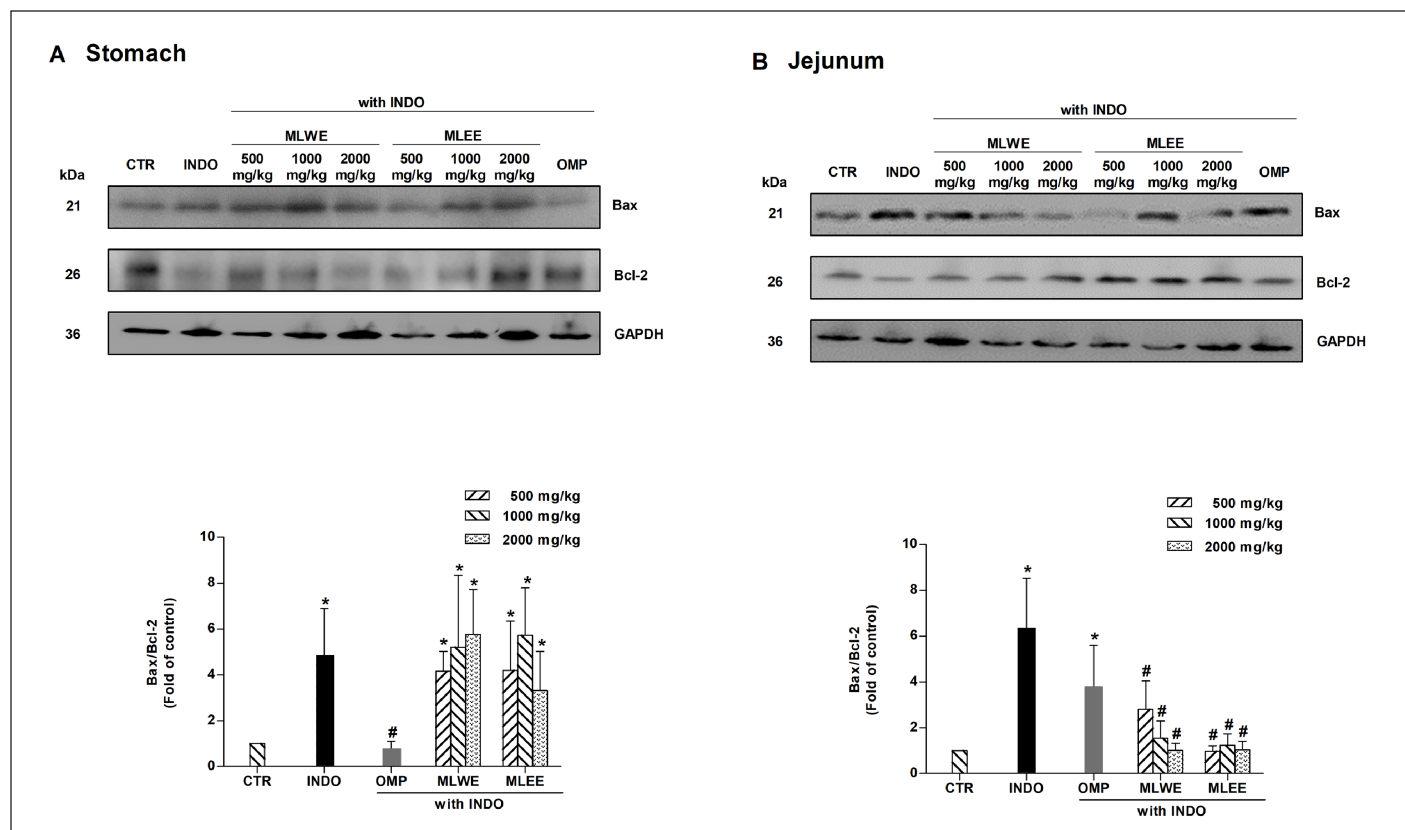 A Stomach
with INDO
MLWE MLEE
kDa CTR INDO 500 mg/kg 1000 mg/kg 2000 mg/kg 500 mg/kg 1000 mg/kg 2000 mg/kg OMP
21 Bax
26 Bcl-2
36 GAPDH
500 mg/kg
1000 mg/kg
2000 mg/kg
Bax/Bcl-2
(Fold of control)
10
8
6
4
2
0
* # * * * * * *
CTR INDO OMP MLWE MLEE
with INDO
B Jejunum
with INDO
MLWE MLEE
kDa CTR INDO 500 mg/kg 1000 mg/kg 2000 mg/kg 500 mg/kg 1000 mg/kg 2000 mg/kg OMP
21 Bax
26 Bcl-2
36 GAPDH
500 mg/kg
1000 mg/kg
2000 mg/kg
Bax/Bcl-2
(Fold of control)
10
8
6
4
2
0
* * # # # # # #
CTR INDO OMP MLWE MLEE
with INDO